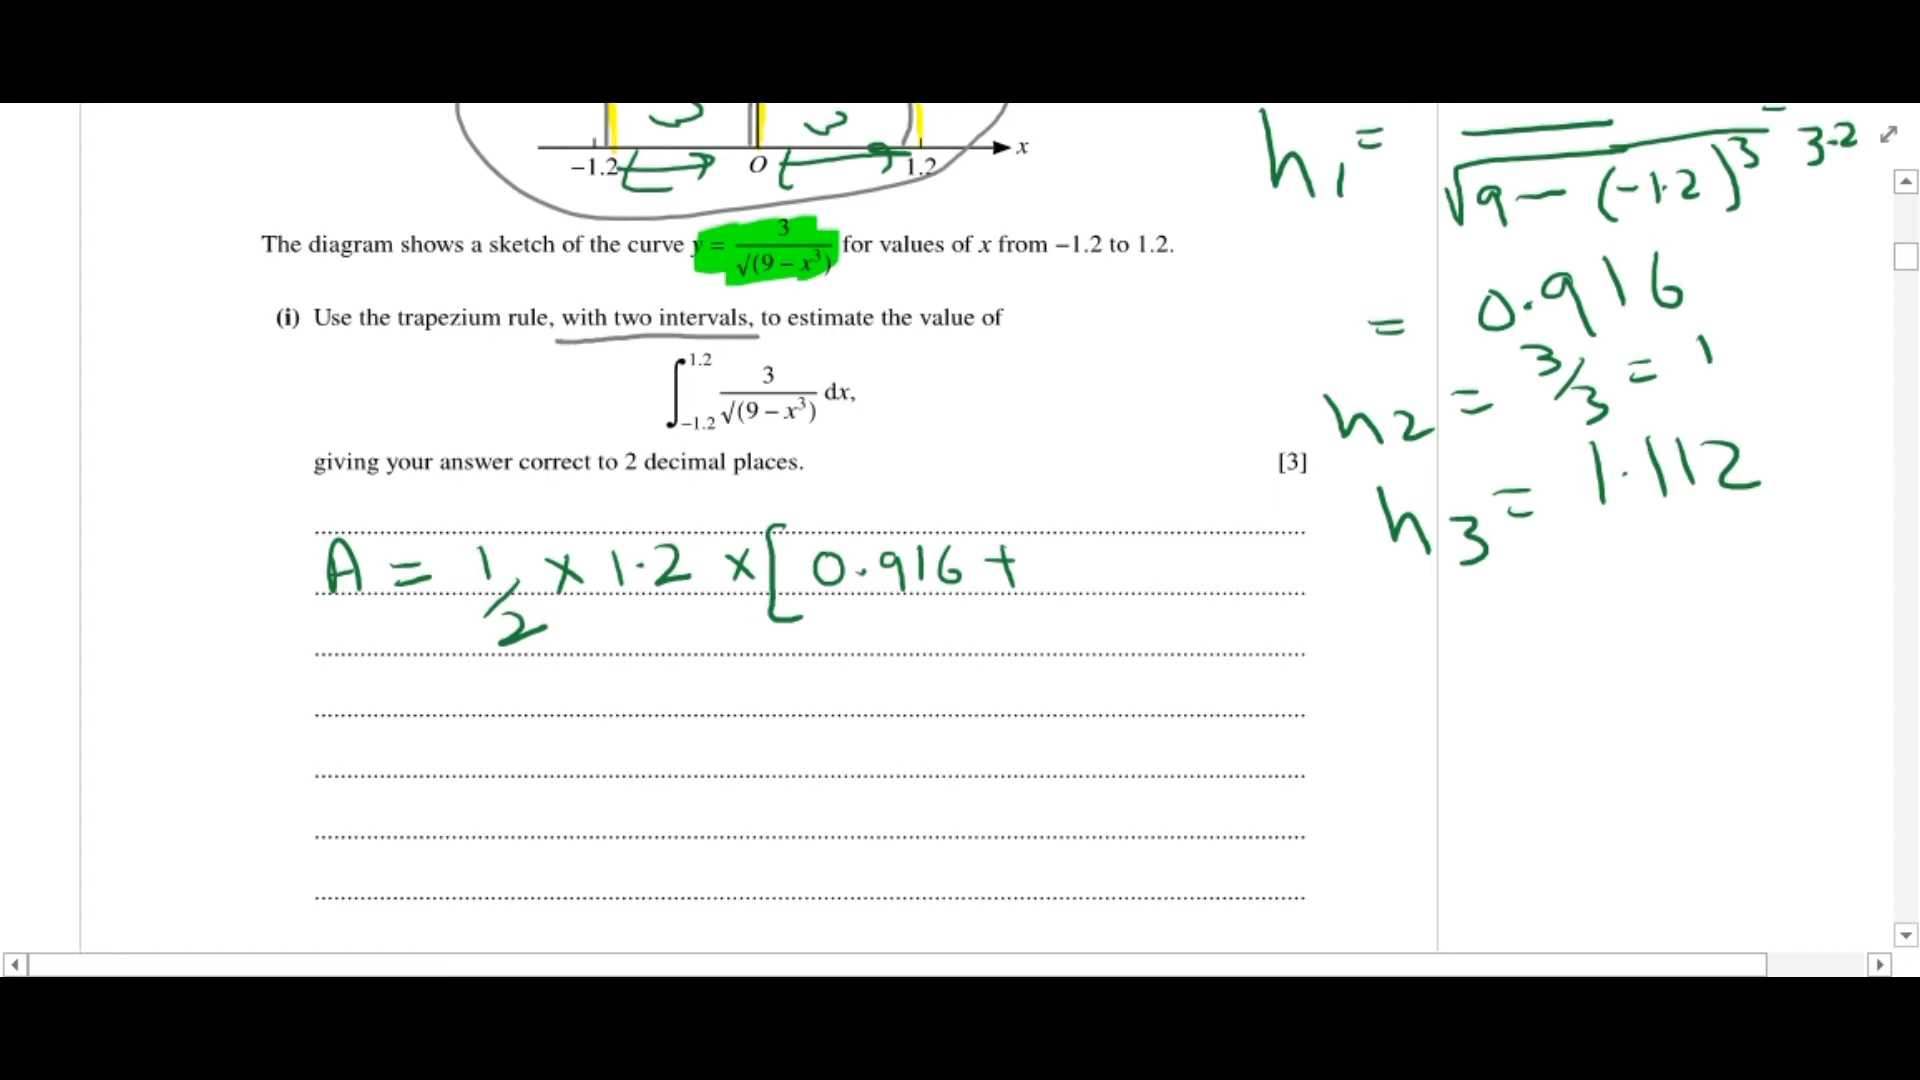 −1.2 O 1.2 x
h₁ = √9 − (−1.2)³ 3.2
The diagram shows a sketch of the curve y = 3/√(9 − x³) for values of x from −1.2 to 1.2.
= 0.916
(i) Use the trapezium rule, with two intervals, to estimate the value of
∫_{−1.2}^{1.2} 3/√(9 − x³) dx,
h₂ = 3/3 = 1
giving your answer correct to 2 decimal places. [3]
h₃ = 1.112
A = 1/2 × 1.2 × [ 0.916 +